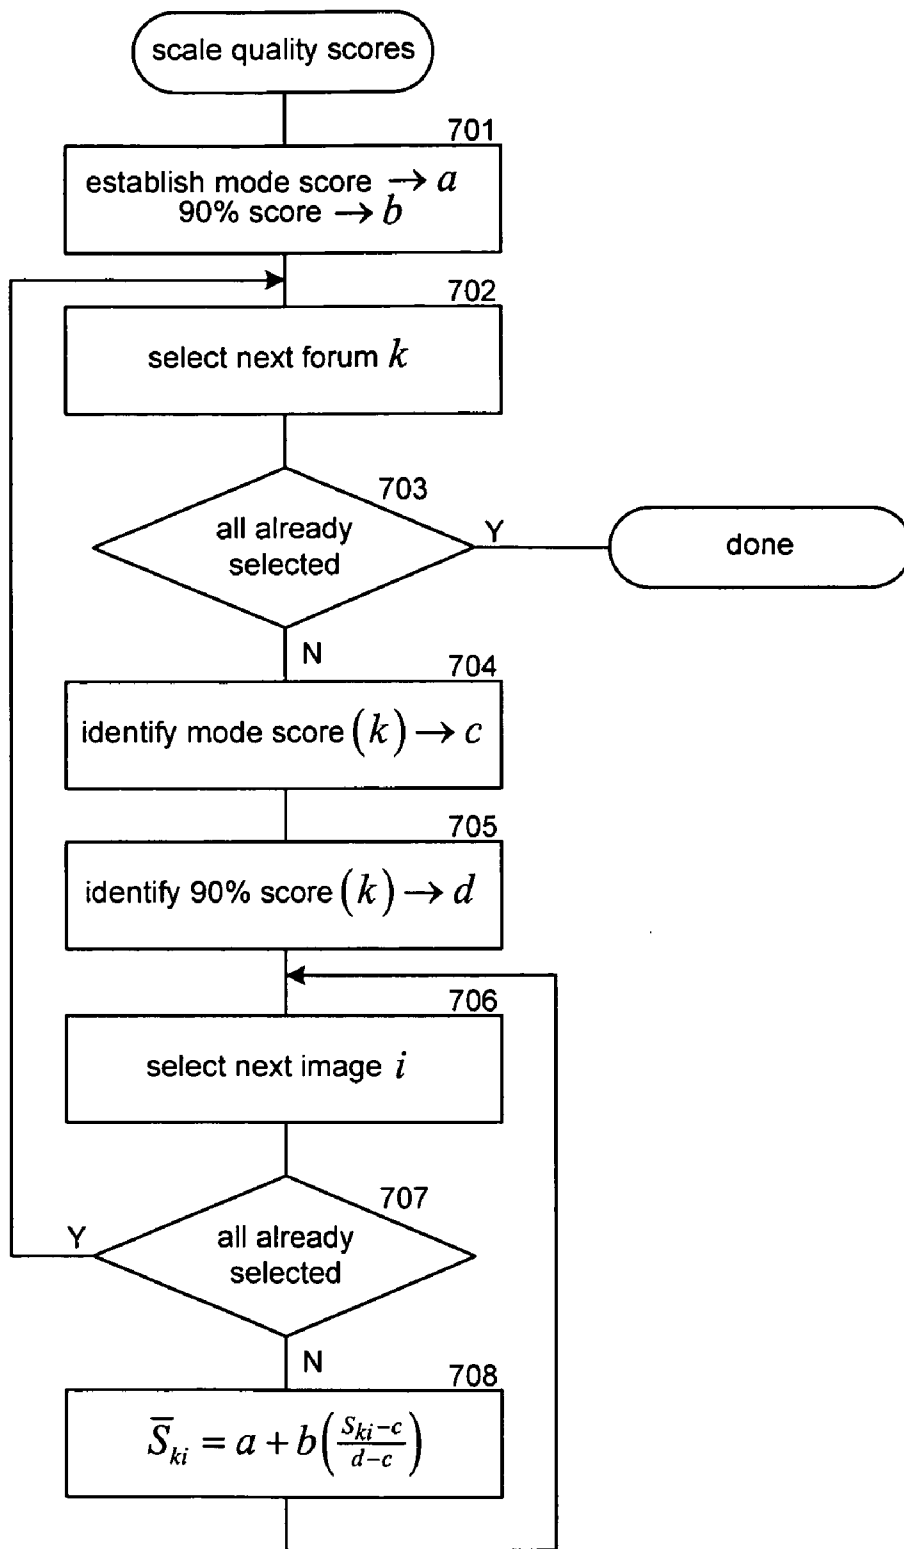 scale quality scores
701
establish mode score → a
90% score → b
702
select next forum k
703
all already
selected
Y
done
N
704
identify mode score (k) → c
705
identify 90% score (k) → d
706
select next image i
707
Y
all already
selected
N
708
S̅ₖᵢ = a + b((Sₖᵢ−c)/(d−c))